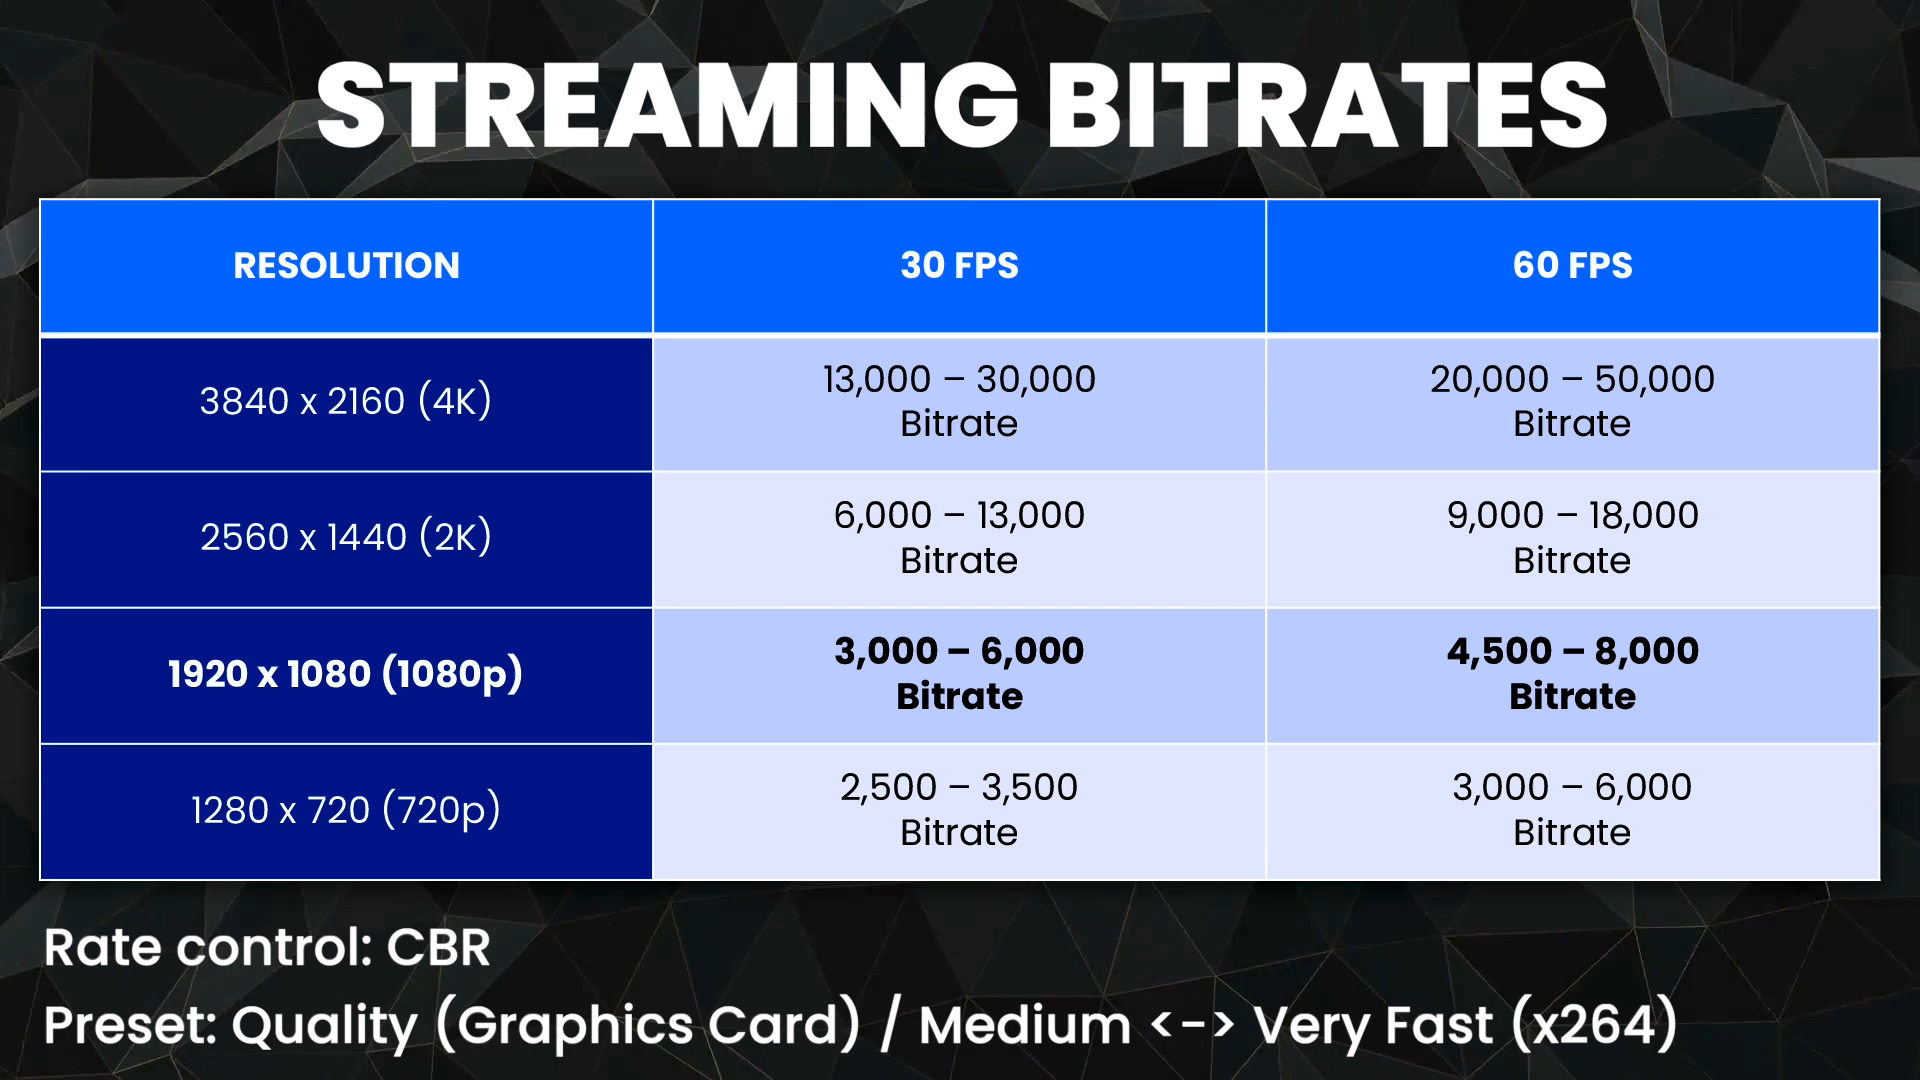 STREAMING BITRATES
RESOLUTION
30 FPS
60 FPS
3840 x 2160 (4K)
13,000 – 30,000
Bitrate
20,000 – 50,000
Bitrate
2560 x 1440 (2K)
6,000 – 13,000
Bitrate
9,000 – 18,000
Bitrate
1920 x 1080 (1080p)
3,000 – 6,000
Bitrate
4,500 – 8,000
Bitrate
1280 x 720 (720p)
2,500 – 3,500
Bitrate
3,000 – 6,000
Bitrate
Rate control: CBR
Preset: Quality (Graphics Card) / Medium <-> Very Fast (x264)